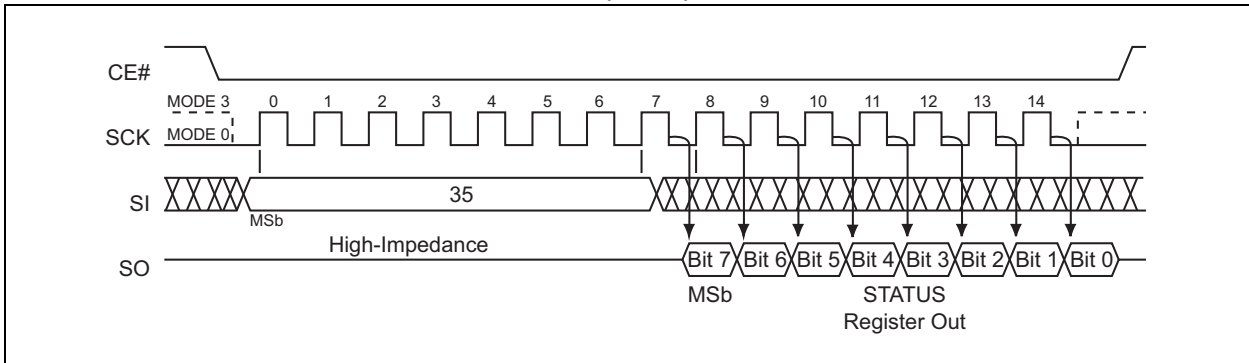 CE#
MODE 3 0 1 2 3 4 5 6 7 8 9 10 11 12 13 14
SCK MODE 0
SI 35
MSb
High-Impedance
SO Bit 7 Bit 6 Bit 5 Bit 4 Bit 3 Bit 2 Bit 1 Bit 0
MSb STATUS
Register Out